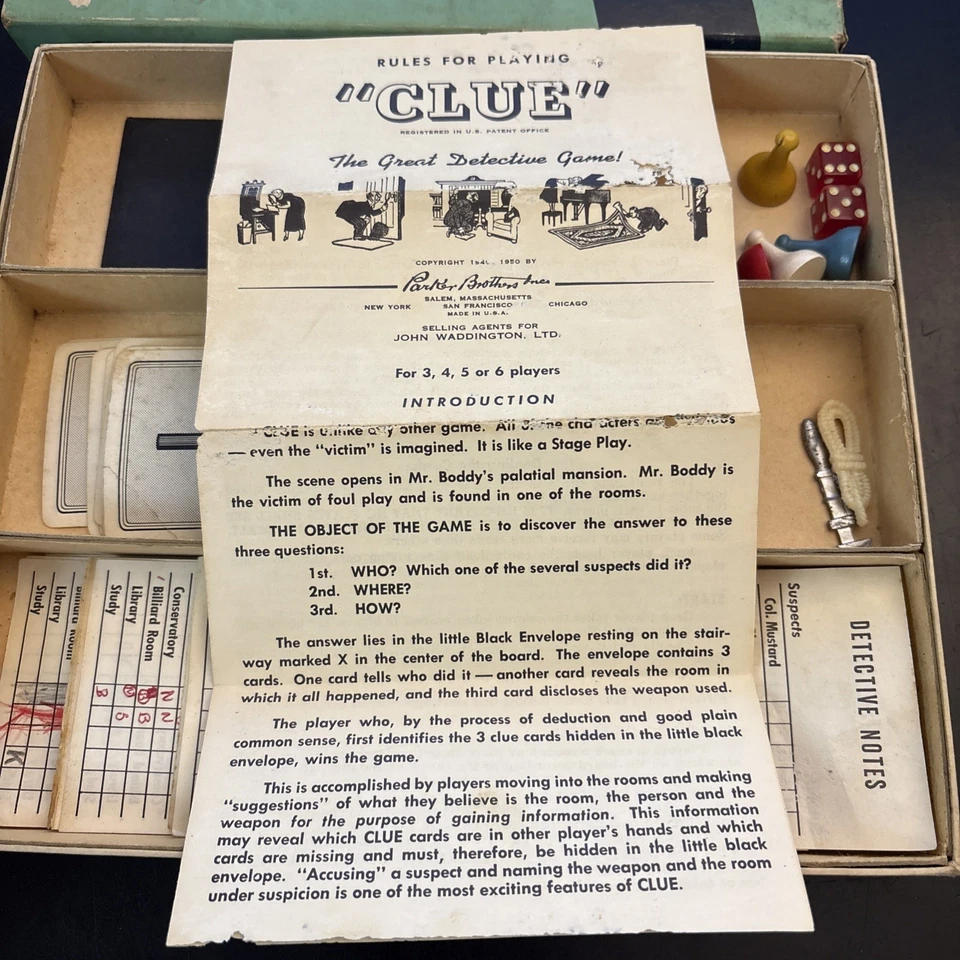 RULES FOR PLAYING
"CLUE"
REGISTERED IN U.S. PATENT OFFICE
The Great Detective Game!
COPYRIGHT 1950 BY
Parker Brothers Inc
SALEM, MASSACHUSETTS
NEW YORK SAN FRANCISCO CHICAGO
MADE IN U.S.A.
SELLING AGENTS FOR
JOHN WADDINGTON, LTD.
For 3, 4, 5 or 6 players
INTRODUCTION
is unlike any other game. All
— even the "victim" is imagined. It is like a Stage Play.
The scene opens in Mr. Boddy's palatial mansion. Mr. Boddy is
the victim of foul play and is found in one of the rooms.
THE OBJECT OF THE GAME is to discover the answer to these
three questions:
1st. WHO? Which one of the several suspects did it?
2nd. WHERE?
3rd. HOW?
The answer lies in the little Black Envelope resting on the stair-
way marked X in the center of the board. The envelope contains 3
cards. One card tells who did it — another card reveals the room in
which it all happened, and the third card discloses the weapon used.
The player who, by the process of deduction and good plain
common sense, first identifies the 3 clue cards hidden in the little black
envelope, wins the game.
This is accomplished by players moving into the rooms and making
"suggestions" of what they believe is the room, the person and the
weapon for the purpose of gaining information. This information
may reveal which CLUE cards are in other player's hands and which
cards are missing and must, therefore, be hidden in the little black
envelope. "Accusing" a suspect and naming the weapon and the room
under suspicion is one of the most exciting features of CLUE.
Billiard Room
Library
Study
K
Conservatory
Billiard Room
Library
Study
N N
B B
S
B
DETECTIVE NOTES
Suspects
Col. Mustard